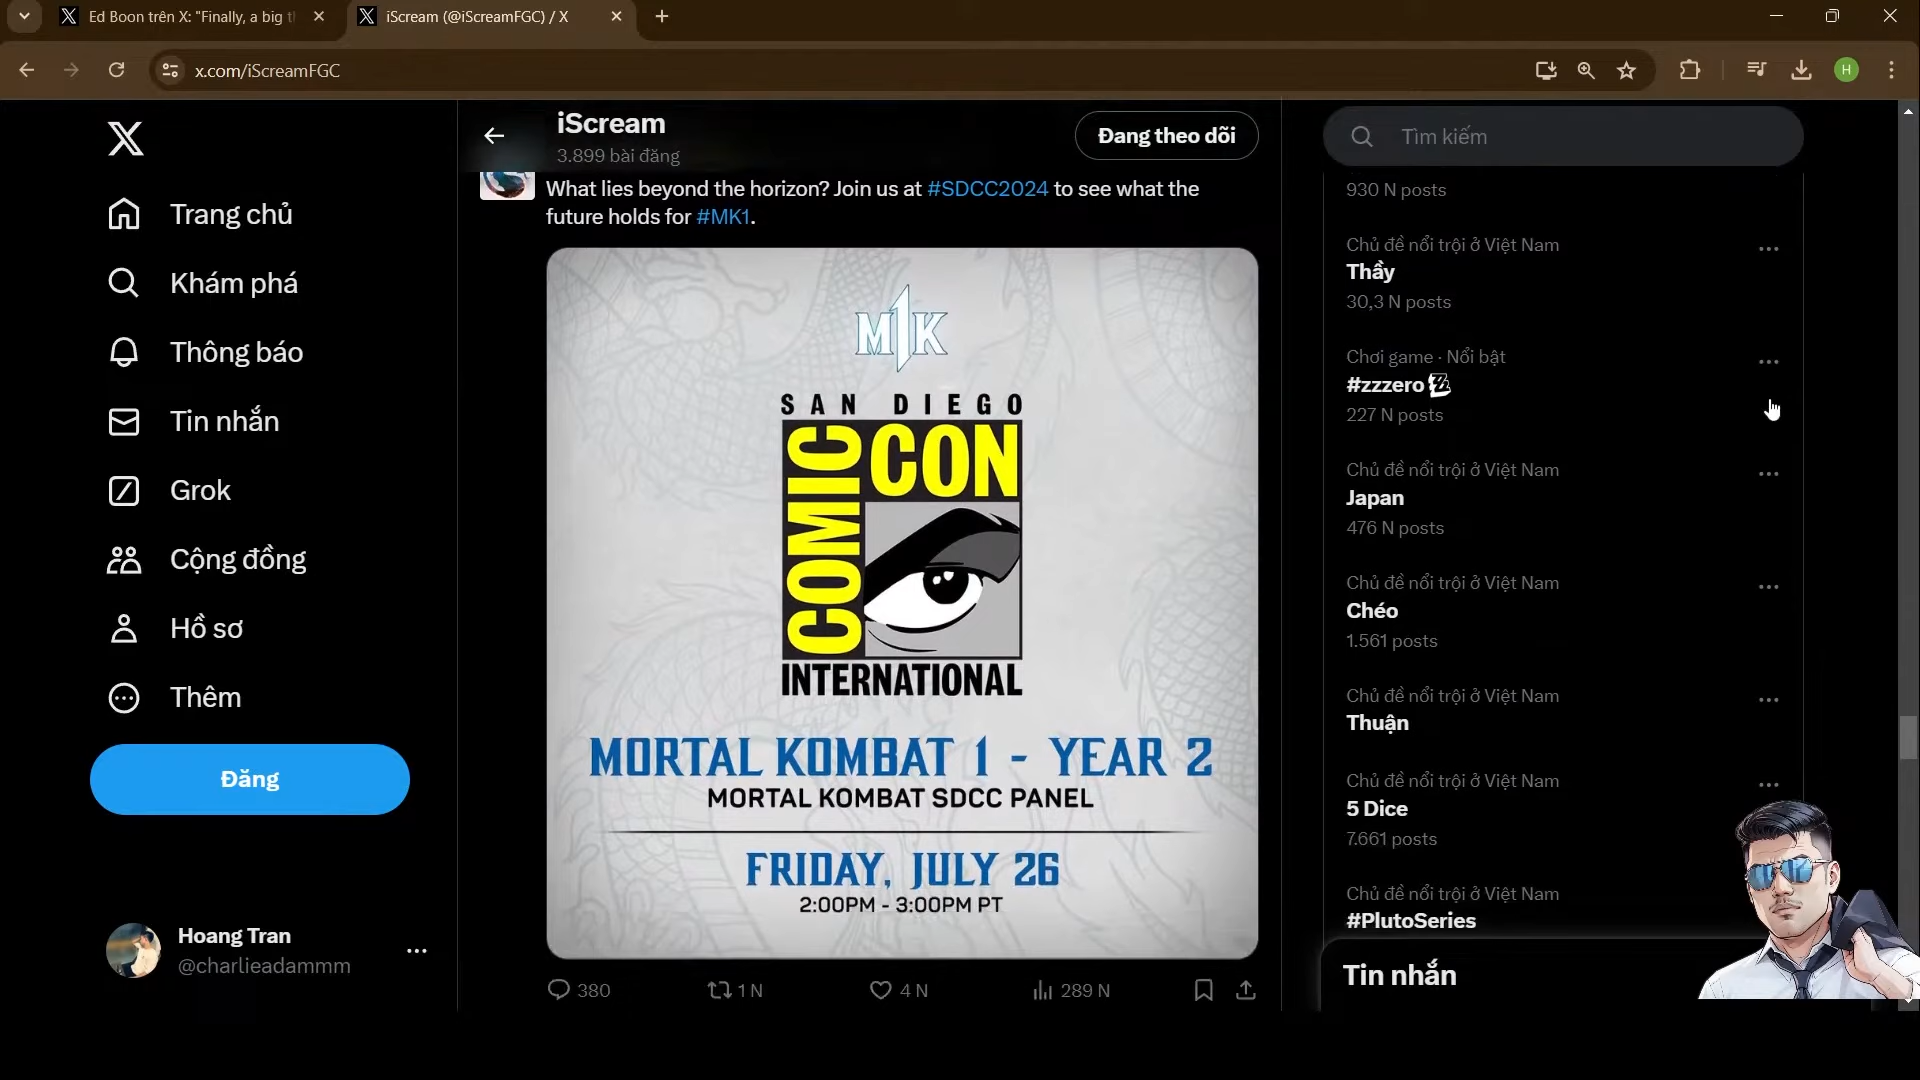 Ed Boon trên X: "Finally, a big t
iScream (@iScreamFGC) / X
x.com/iScreamFGC
H
Trang chủ
Khám phá
Thông báo
Tin nhắn
Grok
Cộng đồng
Hồ sơ
Thêm
Đăng
Hoang Tran
@charlieadammm
iScream
3.899 bài đăng
Đang theo dõi
What lies beyond the horizon? Join us at #SDCC2024 to see what the
future holds for #MK1.
M1K
SAN DIEGO
COMIC CON
INTERNATIONAL
MORTAL KOMBAT 1 - YEAR 2
MORTAL KOMBAT SDCC PANEL
FRIDAY, JULY 26
2:00PM - 3:00PM PT
380
1 N
4 N
289 N
Tìm kiếm
930 N posts
Chủ đề nổi trội ở Việt Nam
Thầy
30,3 N posts
Chơi game · Nổi bật
#zzzero
227 N posts
Chủ đề nổi trội ở Việt Nam
Japan
476 N posts
Chủ đề nổi trội ở Việt Nam
Chéo
1.561 posts
Chủ đề nổi trội ở Việt Nam
Thuận
Chủ đề nổi trội ở Việt Nam
5 Dice
7.661 posts
Chủ đề nổi trội ở Việt Nam
#PlutoSeries
Tin nhắn